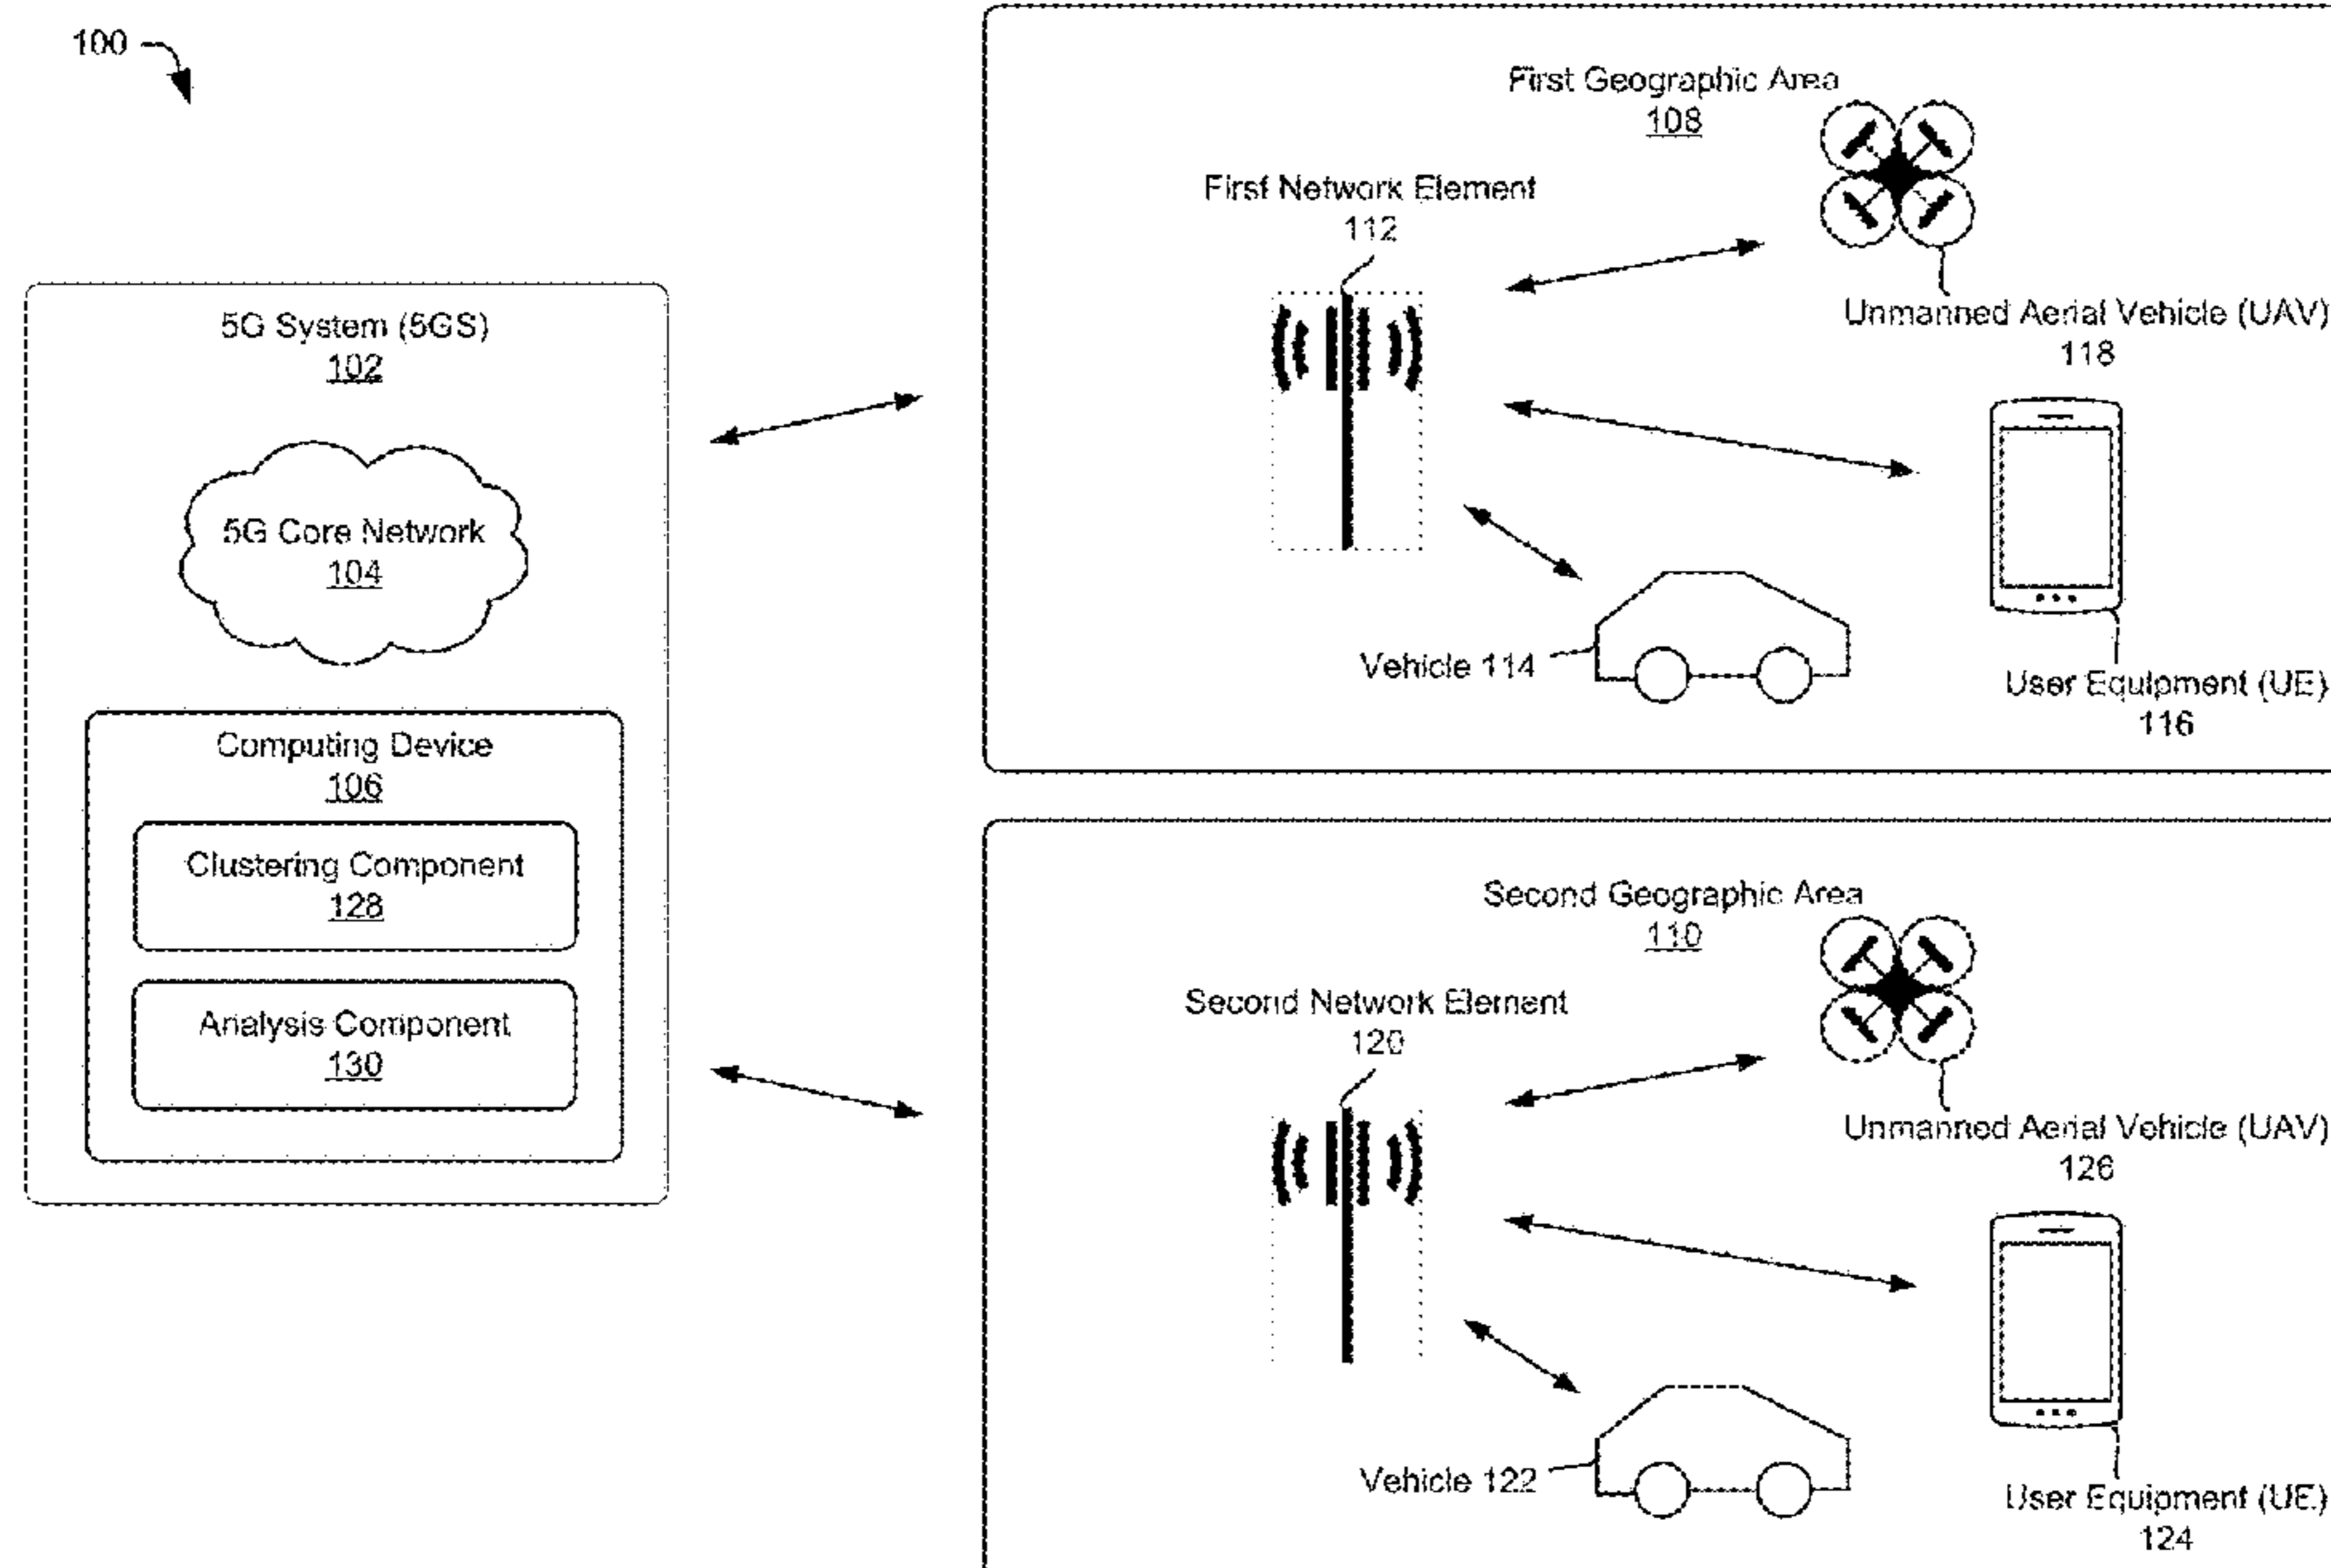 100
5G System (5GS)
102
5G Core Network
104
Computing Device
106
Clustering Component
128
Analysis Component
130
First Geographic Area
108
First Network Element
112
Unmanned Aerial Vehicle (UAV)
118
Vehicle 114
User Equipment (UE)
116
Second Geographic Area
110
Second Network Element
120
Unmanned Aerial Vehicle (UAV)
126
Vehicle 122
User Equipment (UE)
124